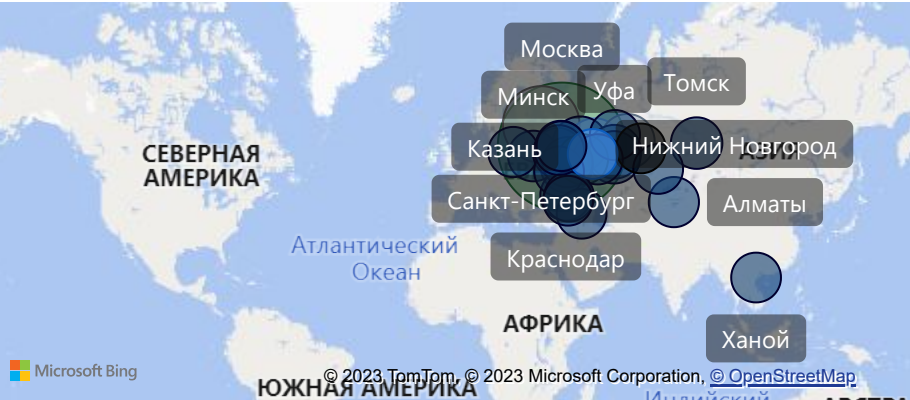 Москва
Минск
Уфа
Томск
СЕВЕРНАЯ
АМЕРИКА
Казань
Нижний Новгород
АЗИЯ
Санкт-Петербург
Алматы
Атлантический
Океан
Краснодар
АФРИКА
Ханой
Microsoft Bing
© 2023 TomTom, © 2023 Microsoft Corporation, © OpenStreetMap
ЮЖНАЯ АМЕРИКА
Индийский